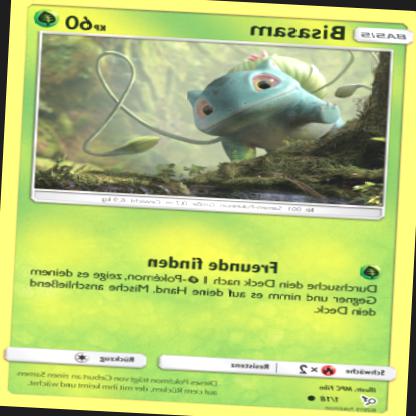 BASIS Bisasam KP 60
Nr. 001 Samen-Pokémon Größe: 0,7 m Gewicht: 6,9 kg
Freunde finden
Durchsuche dein Deck nach 1 -Pokémon, zeige deinem
Gegner und nimm es auf deine Hand. Mische anschließend
dein Deck.
Schwäche ×2 Resistenz Rückzug
Illum. MPC Film
1/18
Dieses Pokémon trägt von Geburt an einen Samen
auf dem Rücken, der mit ihm keimt und wächst.
©2019 Pokémon